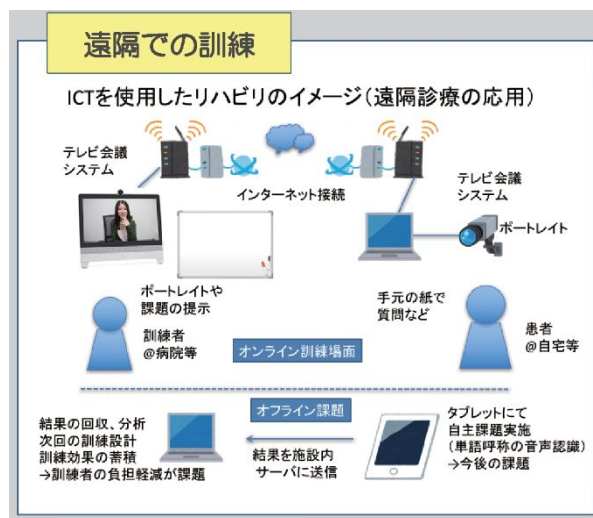 遠隔での訓練
ICTを使用したリハビリのイメージ(遠隔診療の応用)
テレビ会議
システム
インターネット接続
テレビ会議
システム
ポートレイト
ポートレイトや
課題の提示
手元の紙で
質問など
訓練者
@病院等
オンライン訓練場面
患者
@自宅等
オフライン課題
結果の回収、分析
次回の訓練設計
訓練効果の蓄積
→訓練者の負担軽減が課題
結果を施設内
サーバに送信
タブレットにて
自主課題実施
(単語呼称の音声認識)
→今後の課題